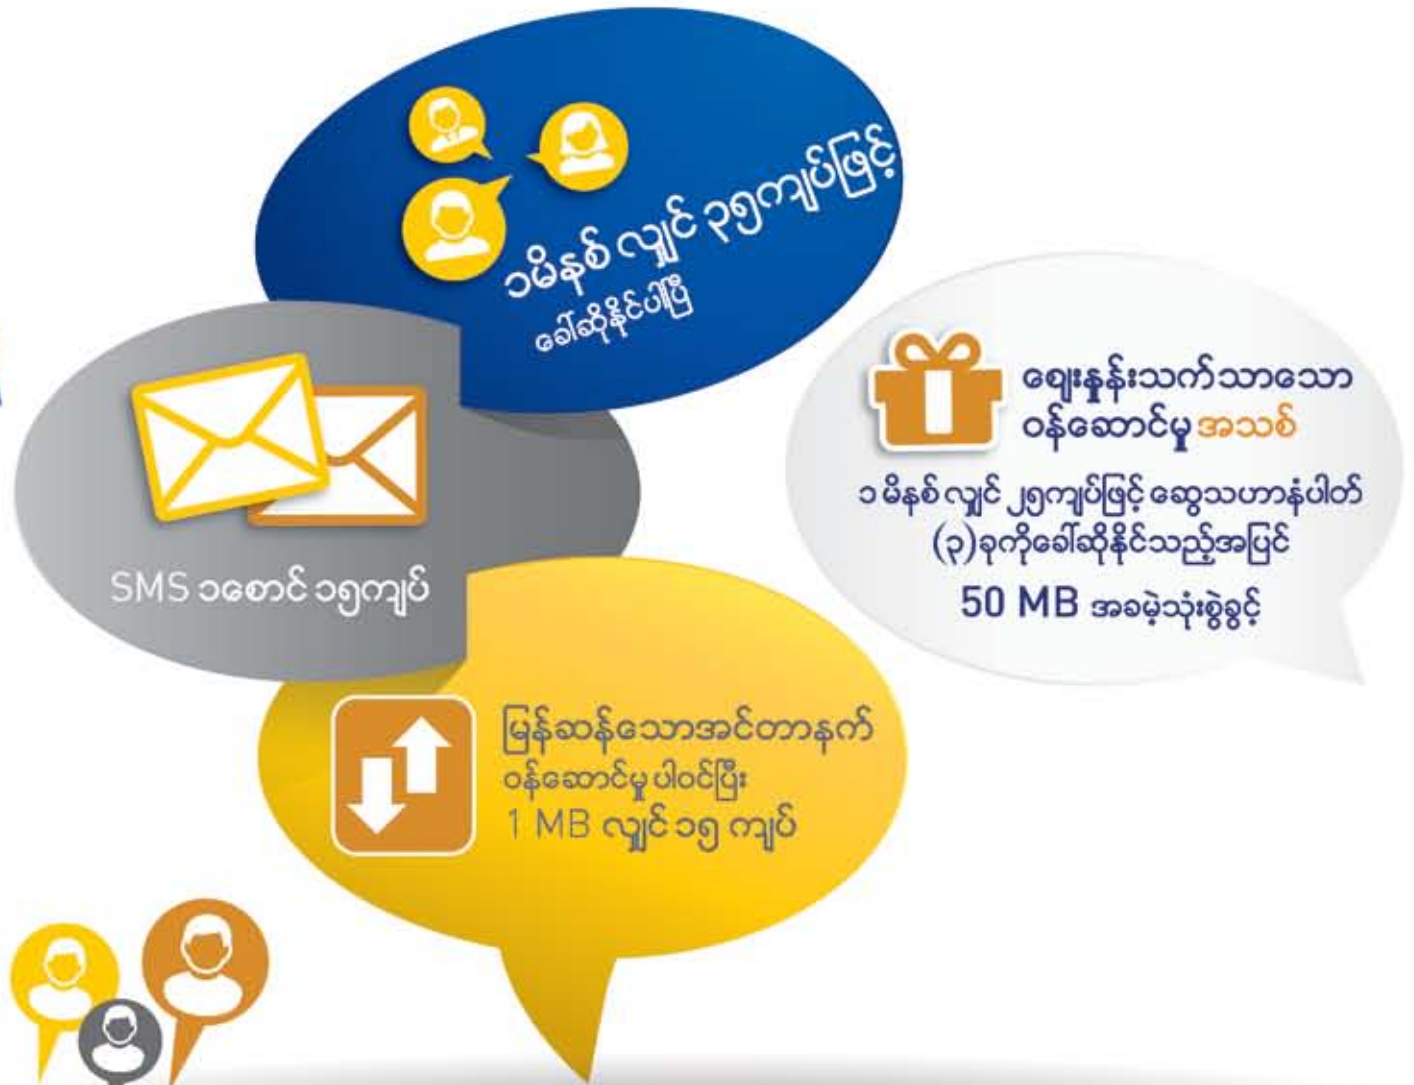 ၁မိနစ် လျှင် ၃၅ကျပ်ဖြင့်
ခေါ်ဆိုနိုင်ပါပြီ
SMS ၁စောင် ၁၅ကျပ်
မြန်ဆန်သောအင်တာနက်
ဝန်ဆောင်မှု ပါဝင်ပြီး
1 MB လျှင် ၁၅ ကျပ်
ဈေးနှုန်းသက်သာသော
ဝန်ဆောင်မှု အသစ်
၁ မိနစ် လျှင် ၂၅ကျပ်ဖြင့် ဆွေသဟာနံပါတ်
(၃)ခုကိုခေါ်ဆိုနိုင်သည့်အပြင်
50 MB အခမဲ့သုံးစွဲခွင့်